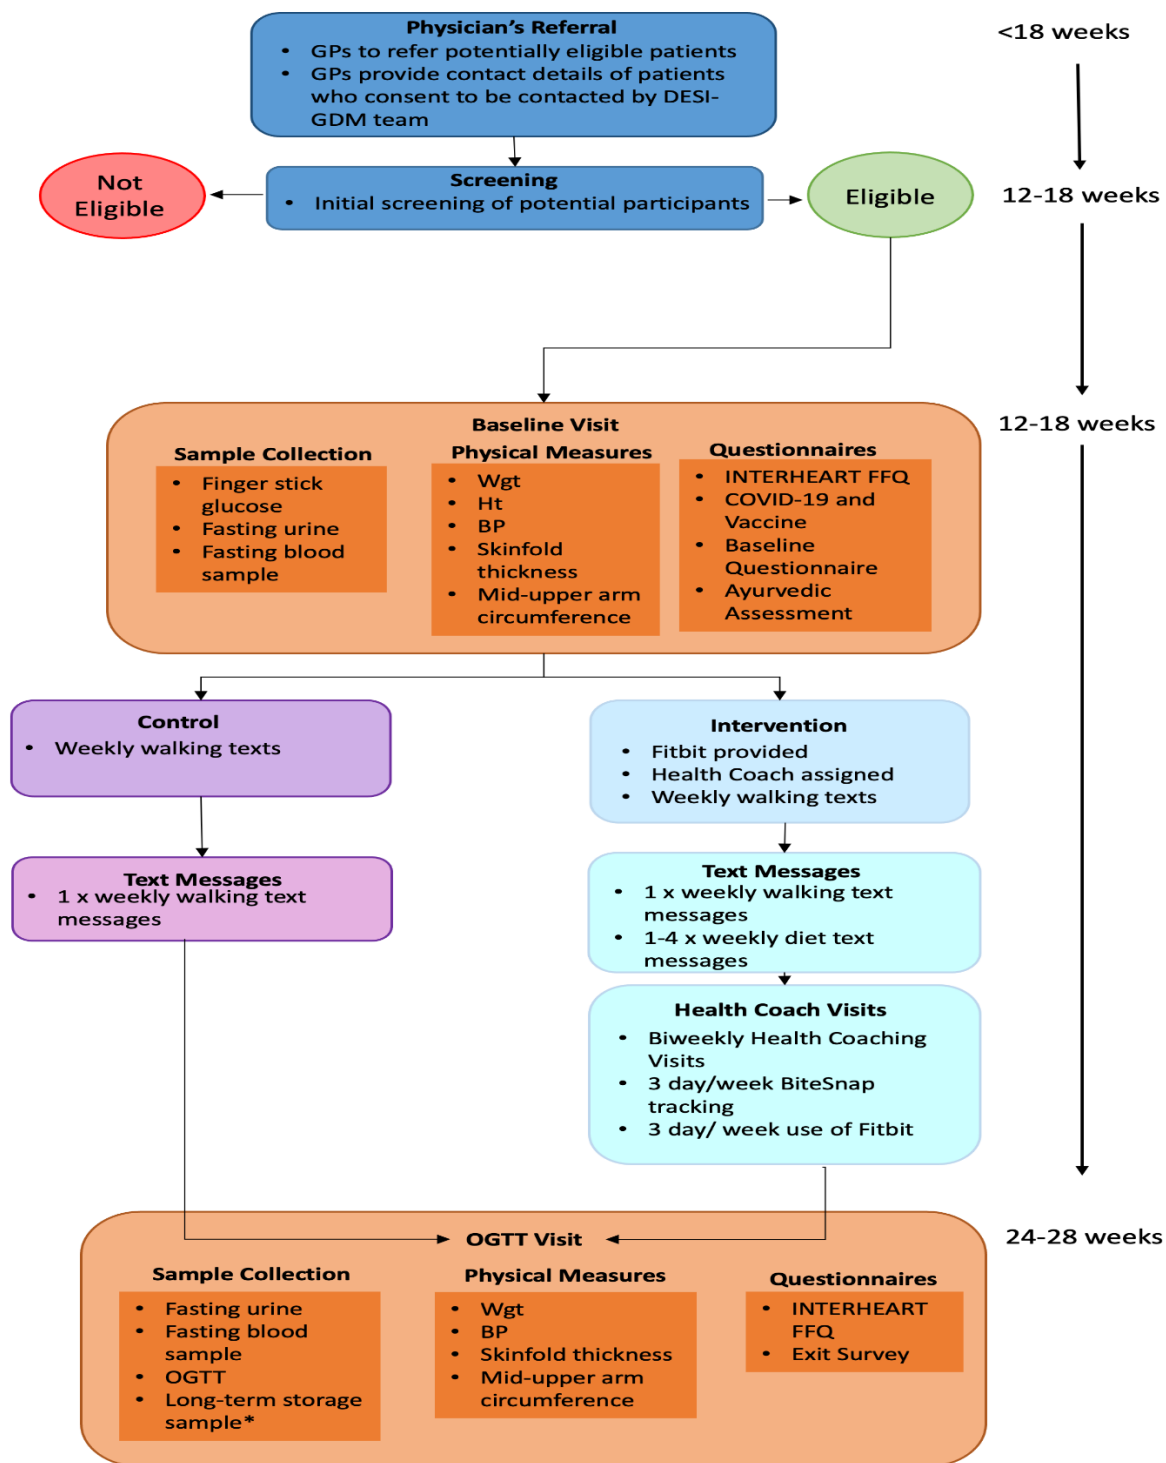 Physician's Referral
• GPs to refer potentially eligible patients
• GPs provide contact details of patients
who consent to be contacted by DESI-
GDM team
<18 weeks
Not
Eligible
Screening
• Initial screening of potential participants
Eligible
12-18 weeks
Baseline Visit
12-18 weeks
Sample Collection
• Finger stick
glucose
• Fasting urine
• Fasting blood
sample
Physical Measures
• Wgt
• Ht
• BP
• Skinfold
thickness
• Mid-upper arm
circumference
Questionnaires
• INTERHEART FFQ
• COVID-19 and
Vaccine
• Baseline
Questionnaire
• Ayurvedic
Assessment
Control
• Weekly walking texts
Intervention
• Fitbit provided
• Health Coach assigned
• Weekly walking texts
Text Messages
• 1 x weekly walking text
messages
Text Messages
• 1 x weekly walking text
messages
• 1-4 x weekly diet text
messages
Health Coach Visits
• Biweekly Health Coaching
Visits
• 3 day/week BiteSnap
tracking
• 3 day/ week use of Fitbit
OGTT Visit
24-28 weeks
Sample Collection
• Fasting urine
• Fasting blood
sample
• OGTT
• Long-term storage
sample*
Physical Measures
• Wgt
• BP
• Skinfold thickness
• Mid-upper arm
circumference
Questionnaires
• INTERHEART
FFQ
• Exit Survey